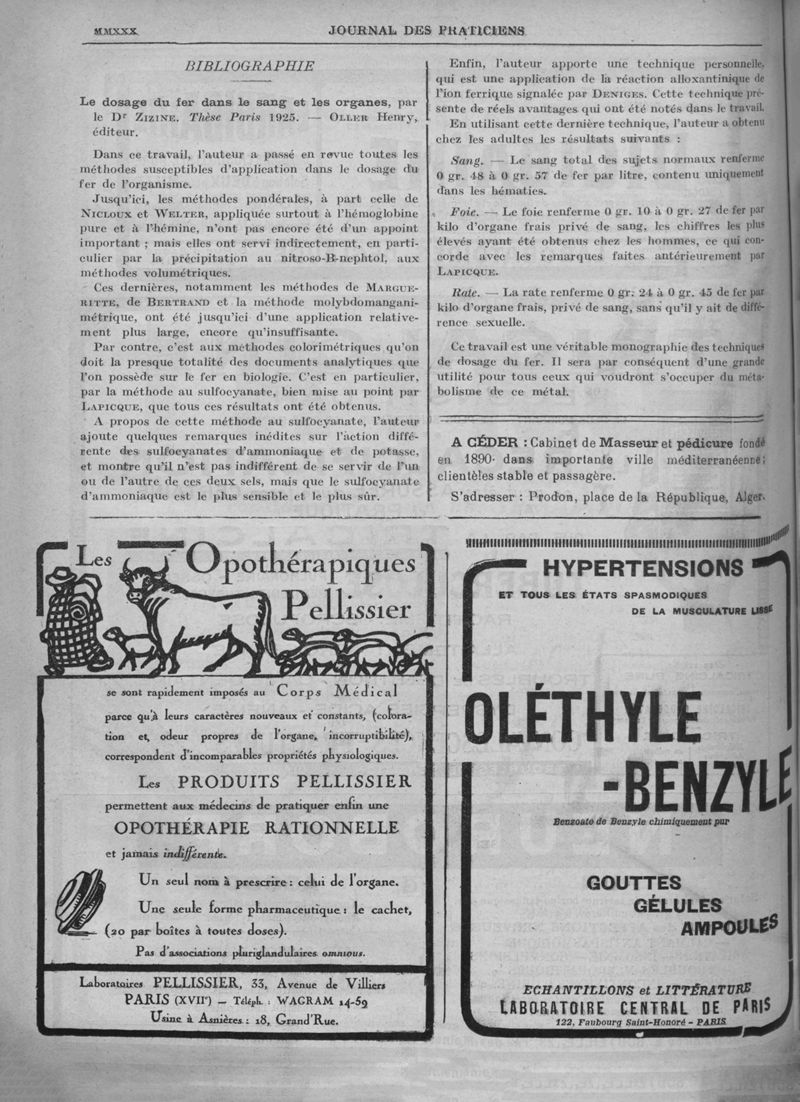 MMXXX
JOURNAL DES PRATICIENS
BIBLIOGRAPHIE
Le dosage du fer dans le sang et les organes, par
le Dr ZIZINE. Thèse Paris 1925. — OLLER Henry,
éditeur.
Dans ce travail, l'auteur a passé en revue toutes les
méthodes susceptibles d'application dans le dosage du
fer de l'organisme.
Jusqu'ici, les méthodes pondérales, à part celle de
NICLOUX et WELTER, appliquée surtout à l'hémoglobine
pure et à l'hémine, n'ont pas encore été d'un appoint
important ; mais elles ont servi indirectement, en parti-
culier par la précipitation au nitroso-B-nephtol, aux
méthodes volumétriques.
Ces dernières, notamment les méthodes de MARGUE-
RITTE, de BERTRAND et la méthode molybdomangani-
métrique, ont été jusqu'ici d'une application relative-
ment plus large, encore qu'insuffisante.
Par contre, c'est aux méthodes colorimétriques qu'on
doit la presque totalité des documents analytiques que
l'on possède sur le fer en biologie. C'est en particulier,
par la méthode au sulfocyanate, bien mise au point par
LAPICQUE, que tous ces résultats ont été obtenus.
A propos de cette méthode au sulfocyanate, l'auteur
ajoute quelques remarques inédites sur l'action diffé-
rente des sulfocyanates d'ammoniaque et de potasse,
et montre qu'il n'est pas indifférent de se servir de l'un
ou de l'autre de ces deux sels, mais que le sulfocyanate
d'ammoniaque est le plus sensible et le plus sûr.
Enfin, l'auteur apporte une technique personnelle,
qui est une application de la réaction alloxantinique de
l'ion ferrique signalée par DENIGES. Cette technique pré-
sente de réels avantages qui ont été notés dans le travail.
En utilisant cette dernière technique, l'auteur a obtenu
chez les adultes les résultats suivants :
Sang. — Le sang total des sujets normaux renferme
0 gr. 48 à 0 gr. 57 de fer par litre, contenu uniquement
dans les hématies.
Foie. — Le foie renferme 0 gr. 10 à 0 gr. 27 de fer par
kilo d'organe frais privé de sang, les chiffres les plus
élevés ayant été obtenus chez les hommes, ce qui con-
corde avec les remarques faites antérieurement par
LAPICQUE.
Rate. — La rate renferme 0 gr. 24 à 0 gr. 45 de fer par
kilo d'organe frais, privé de sang, sans qu'il y ait de diffé-
rence sexuelle.
Ce travail est une véritable monographie des techniques
de dosage du fer. Il sera par conséquent d'une grande
utilité pour tous ceux qui voudront s'occuper du méta-
bolisme de ce métal.
A CÉDER : Cabinet de Masseur et pédicure fondé
en 1890 dans importante ville méditerranéenne ;
clientèles stable et passagère.
S'adresser : Prodon, place de la République, Alger.
Les Opothérapiques
Pellissier
se sont rapidement imposés au Corps Médical
parce qu'à leurs caractères nouveaux et constants, (colora-
tion et, odeur propres de l'organe, incorruptibilité),
correspondent d'incomparables propriétés physiologiques.
Les PRODUITS PELLISSIER
permettent aux médecins de pratiquer enfin une
OPOTHÉRAPIE RATIONNELLE
et jamais indifférente.
Un seul nom à prescrire : celui de l'organe.
Une seule forme pharmaceutique : le cachet,
(20 par boîtes à toutes doses).
Pas d'associations pluriglandulaires omnious.
Laboratoires PELLISSIER, 33, Avenue de Villiers
PARIS (XVIIe) — Téléph. : WAGRAM 14-59
Usine à Asnières : 18, Grand'Rue.
HYPERTENSIONS
ET TOUS LES ÉTATS SPASMODIQUES
DE LA MUSCULATURE LISSE
OLÉTHYLE
-BENZYLE
Benzoate de Benzyle chimiquement pur
GOUTTES
GÉLULES
AMPOULES
ECHANTILLONS et LITTÉRATURE
LABORATOIRE CENTRAL DE PARIS
122, Faubourg Saint-Honoré - PARIS